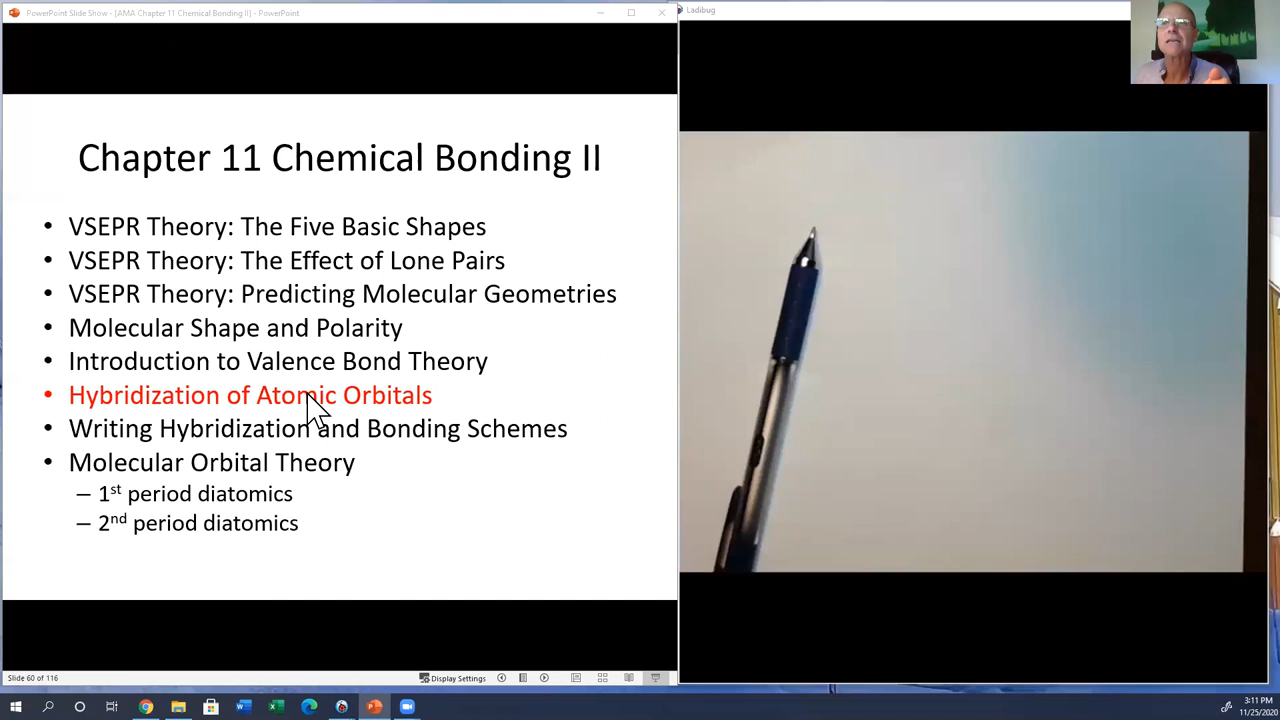 PowerPoint Slide Show - [AMA Chapter 11 Chemical Bonding II] - PowerPoint
Ladibug
Chapter 11 Chemical Bonding II
• VSEPR Theory: The Five Basic Shapes
• VSEPR Theory: The Effect of Lone Pairs
• VSEPR Theory: Predicting Molecular Geometries
• Molecular Shape and Polarity
• Introduction to Valence Bond Theory
• Hybridization of Atomic Orbitals
• Writing Hybridization and Bonding Schemes
• Molecular Orbital Theory
– 1st period diatomics
– 2nd period diatomics
Slide 60 of 116
Display Settings
3:11 PM
11/25/2020